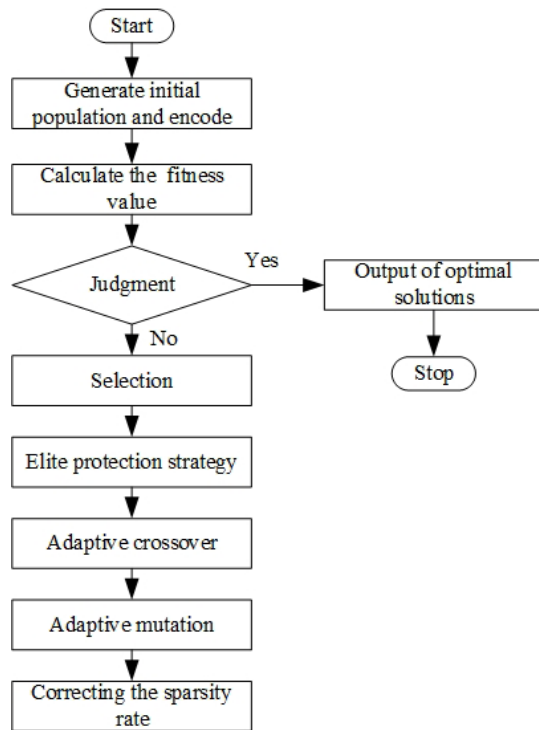 Start
Generate initial
population and encode
Calculate the fitness
value
Yes
Judgment
Output of optimal
solutions
No
Stop
Selection
Elite protection strategy
Adaptive crossover
Adaptive mutation
Correcting the sparsity
rate